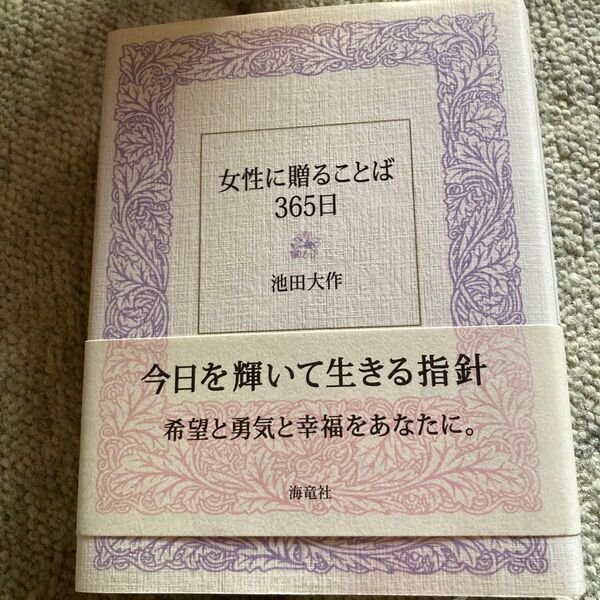 女性に贈ることば
365日
池田大作
今日を輝いて生きる指針
希望と勇気と幸福をあなたに。
海竜社